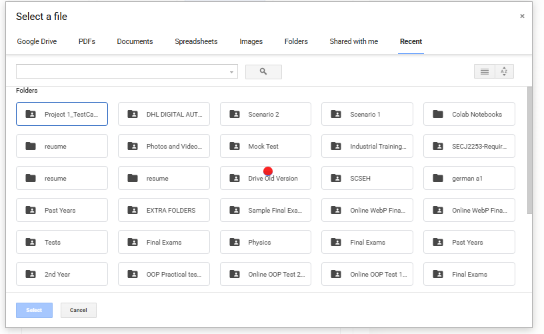 Select a file
×
Google Drive PDFs Documents Spreadsheets Images Folders Shared with me Recent
Folders
Project 1_TestCa... DHL DIGITAL AUT... Scenario 2 Scenario 1 Colab Notebooks
reusme Photos and Video... Mock Test Industrial Training... SECJ2253-Requir...
resume resume Drive Old Version SCSEH german a1
Past Years EXTRA FOLDERS Sample Final Exa... Online WebP Fina... Online WebP Fina...
Tests Final Exams Physics Final Exams Past Years
2nd Year OOP Practical tes... Online OOP Test 2... Online OOP Test 1... Final Exams
Select Cancel